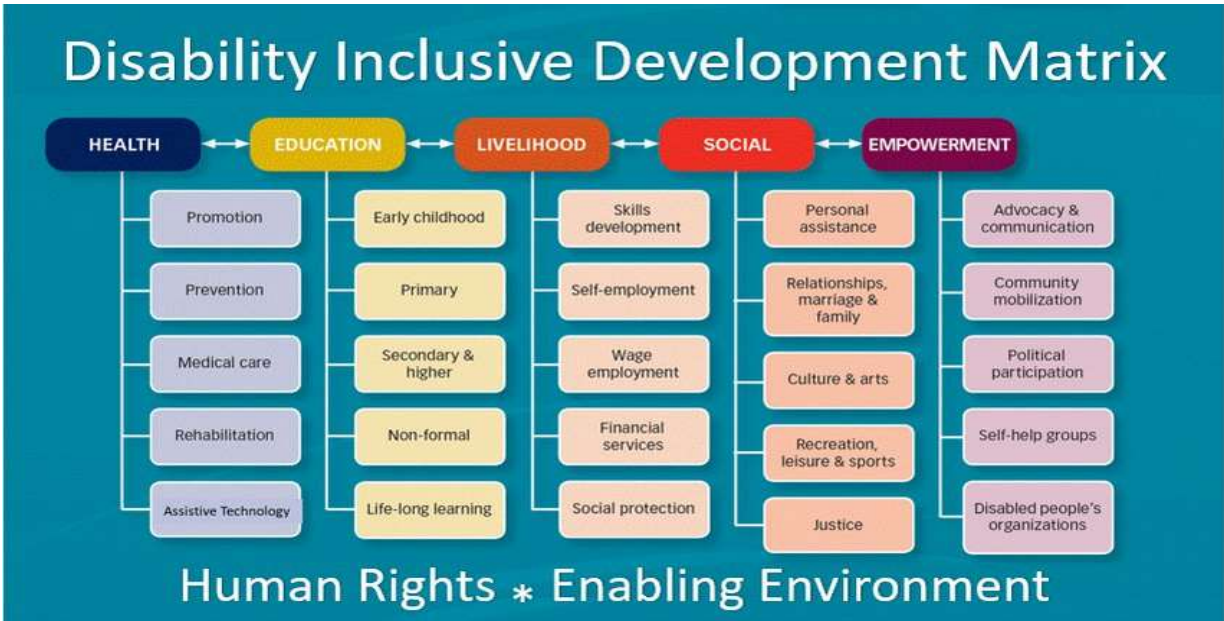 Disability Inclusive Development Matrix
HEALTH
EDUCATION
LIVELIHOOD
SOCIAL
EMPOWERMENT
Promotion
Prevention
Medical care
Rehabilitation
Assistive Technology
Early childhood
Primary
Secondary &
higher
Non-formal
Life-long learning
Skills
development
Self-employment
Wage
employment
Financial
services
Social protection
Personal
assistance
Relationships,
marriage &
family
Culture & arts
Recreation,
leisure & sports
Justice
Advocacy &
communication
Community
mobilization
Political
participation
Self-help groups
Disabled people's
organizations
Human Rights * Enabling Environment